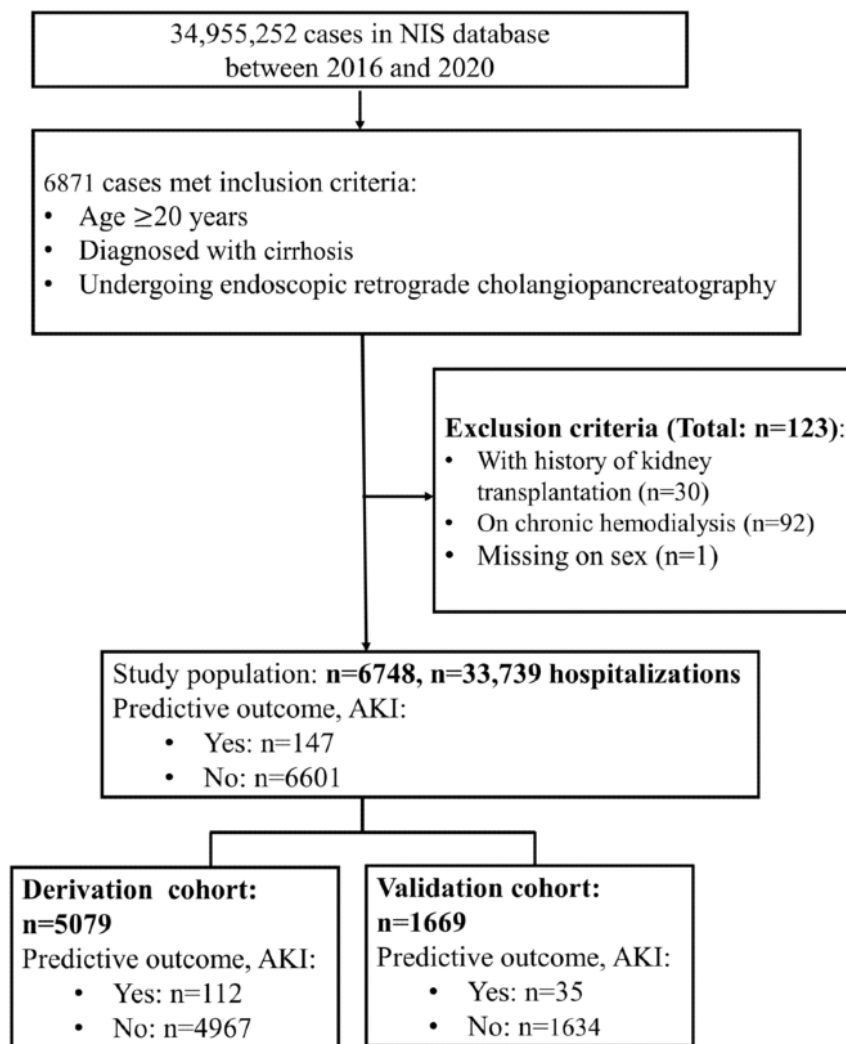 34,955,252 cases in NIS database
between 2016 and 2020
6871 cases met inclusion criteria:
• Age ≥20 years
• Diagnosed with cirrhosis
• Undergoing endoscopic retrograde cholangiopancreatography
Exclusion criteria (Total: n=123):
• With history of kidney
transplantation (n=30)
• On chronic hemodialysis (n=92)
• Missing on sex (n=1)
Study population: n=6748, n=33,739 hospitalizations
Predictive outcome, AKI:
• Yes: n=147
• No: n=6601
Derivation cohort:
n=5079
Predictive outcome, AKI:
• Yes: n=112
• No: n=4967
Validation cohort:
n=1669
Predictive outcome, AKI:
• Yes: n=35
• No: n=1634